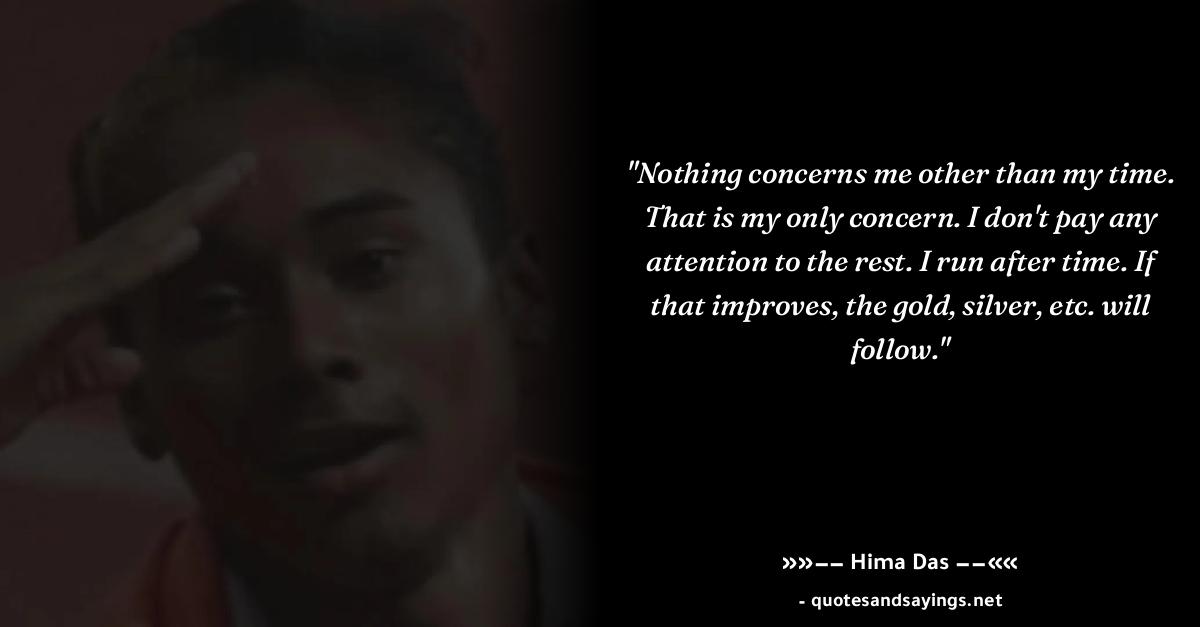 "Nothing concerns me other than my time.
That is my only concern. I don't pay any
attention to the rest. I run after time. If
that improves, the gold, silver, etc. will
follow."
»»−− Hima Das −−««
- quotesandsayings.net